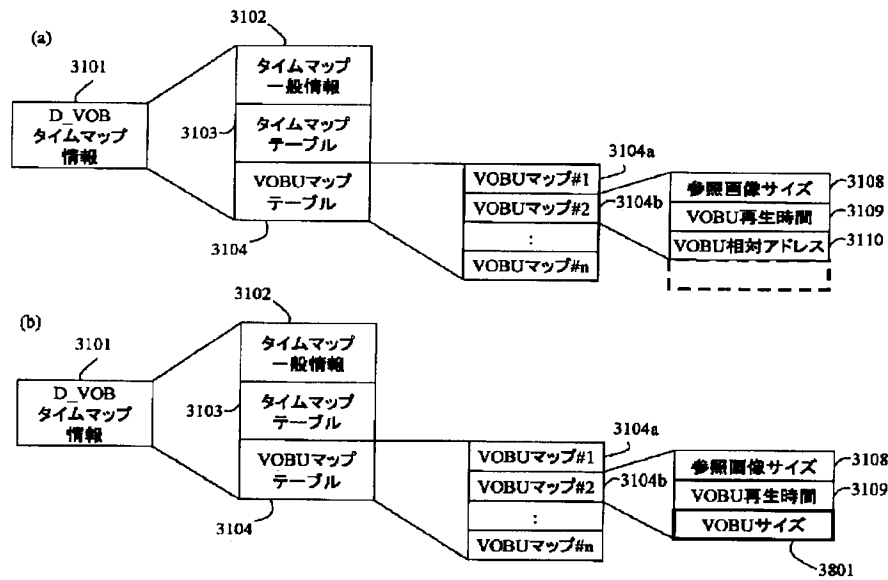 (a)
3101
D_VOB
タイムマップ
情報
3102
タイムマップ
一般情報
3103
タイムマップ
テーブル
VOBUマップ
テーブル
3104
VOBUマップ#1
3104a
VOBUマップ#2
3104b
:
VOBUマップ#n
参照画像サイズ
3108
VOBU再生時間
3109
VOBU相対アドレス
3110
(b)
3101
D_VOB
タイムマップ
情報
3102
タイムマップ
一般情報
3103
タイムマップ
テーブル
VOBUマップ
テーブル
3104
VOBUマップ#1
3104a
VOBUマップ#2
3104b
:
VOBUマップ#n
参照画像サイズ
3108
VOBU再生時間
3109
VOBUサイズ
3801